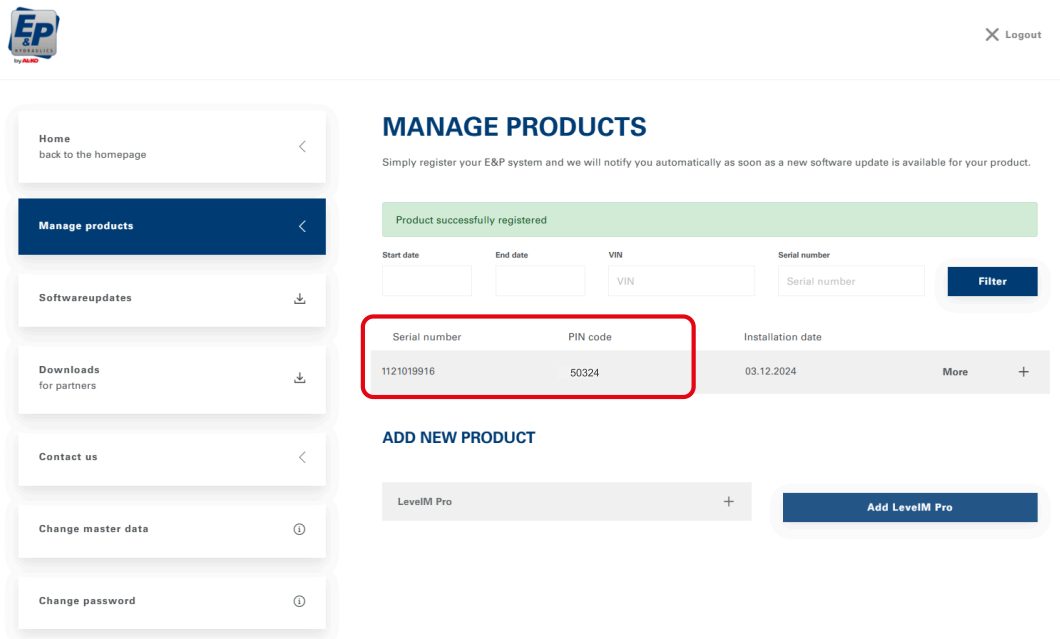 E&P
HYDRAULICS
by AL-KO
Logout
Home
back to the homepage
Manage products
Softwareupdates
Downloads
for partners
Contact us
Change master data
Change password
MANAGE PRODUCTS
Simply register your E&P system and we will notify you automatically as soon as a new software update is available for your product.
Product successfully registered
Start date End date VIN Serial number
VIN Serial number Filter
Serial number PIN code Installation date
1121019916 50324 03.12.2024 More +
ADD NEW PRODUCT
LevelM Pro + Add LevelM Pro